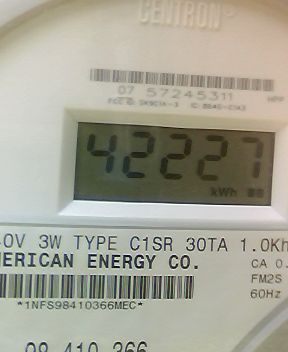 CENTRON®
07 57245311
42227
kWh
0V 3W TYPE C1SR 30TA 1.0Kh
MERICAN ENERGY CO.
CA 0.
FM2S
60Hz
*1NFS98410366MEC*
98 410 366